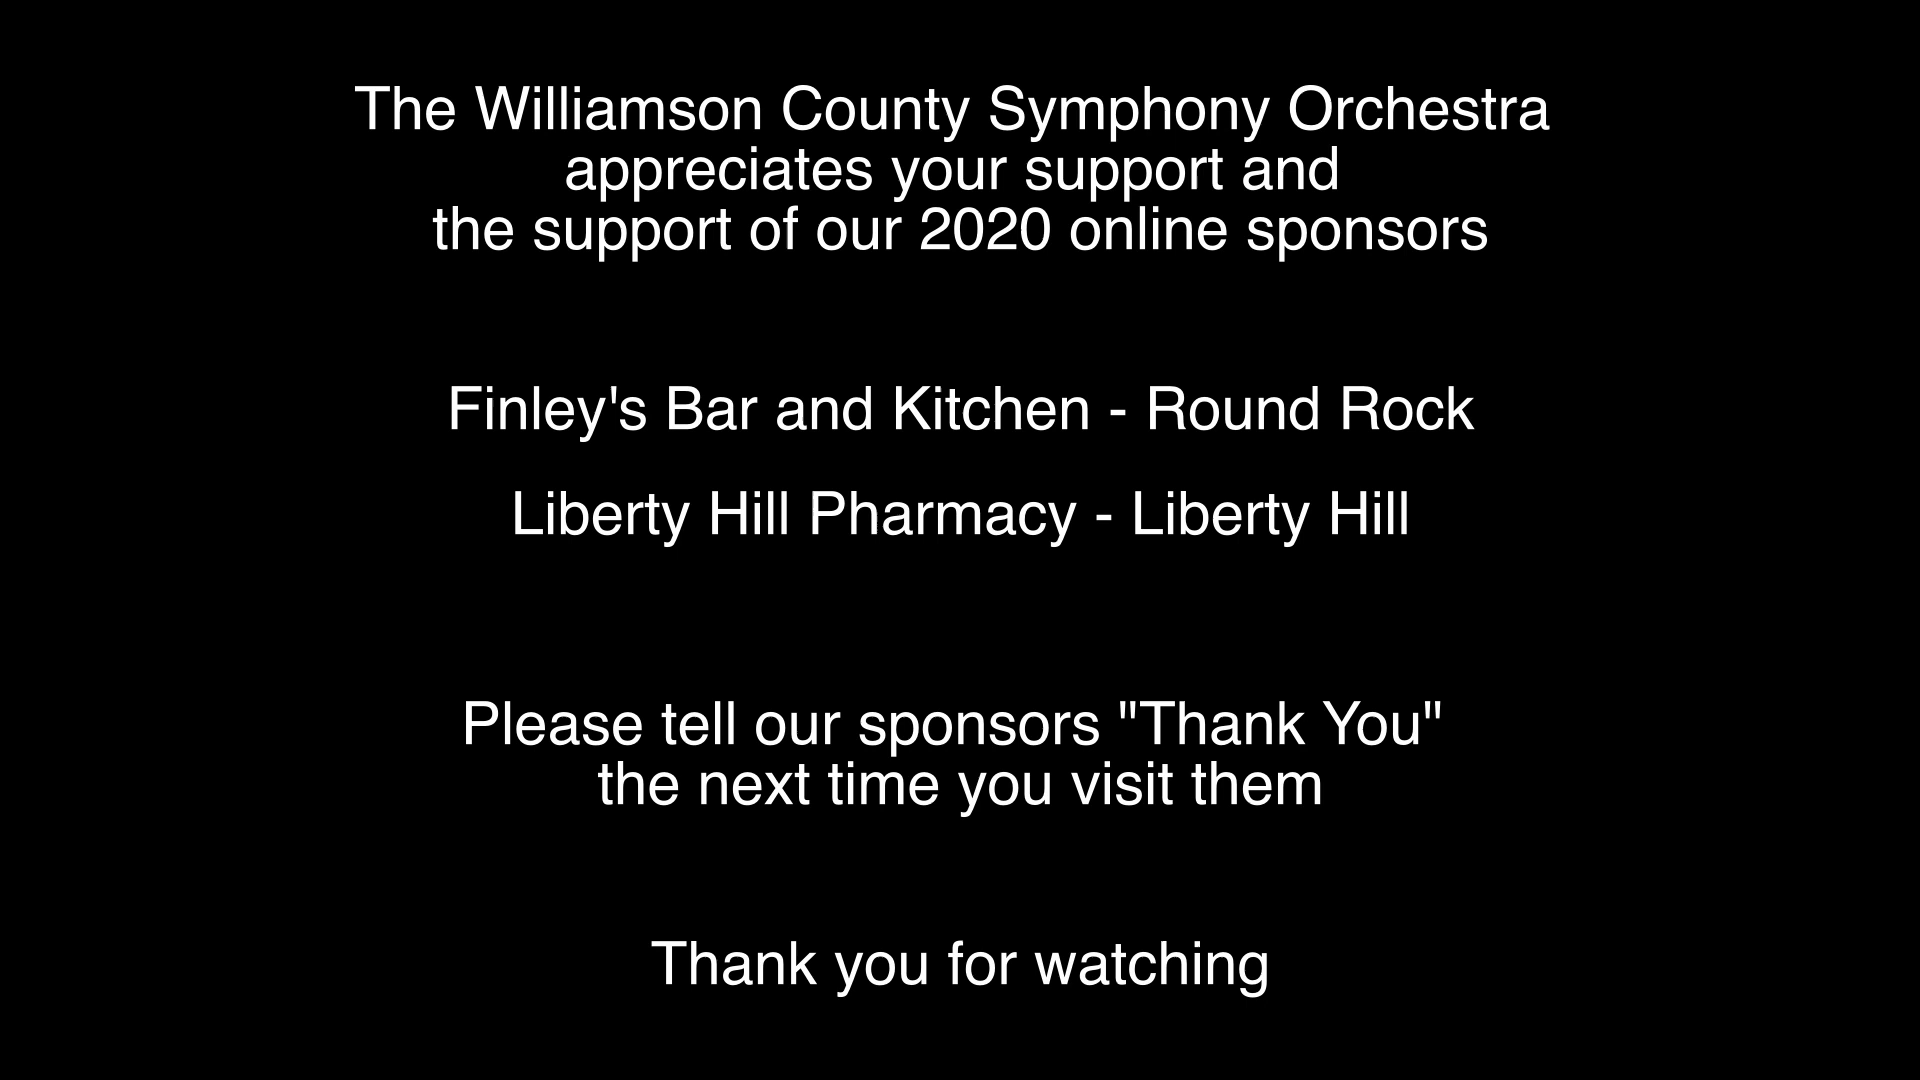 The Williamson County Symphony Orchestra
appreciates your support and
the support of our 2020 online sponsors
Finley's Bar and Kitchen - Round Rock
Liberty Hill Pharmacy - Liberty Hill
Please tell our sponsors "Thank You"
the next time you visit them
Thank you for watching